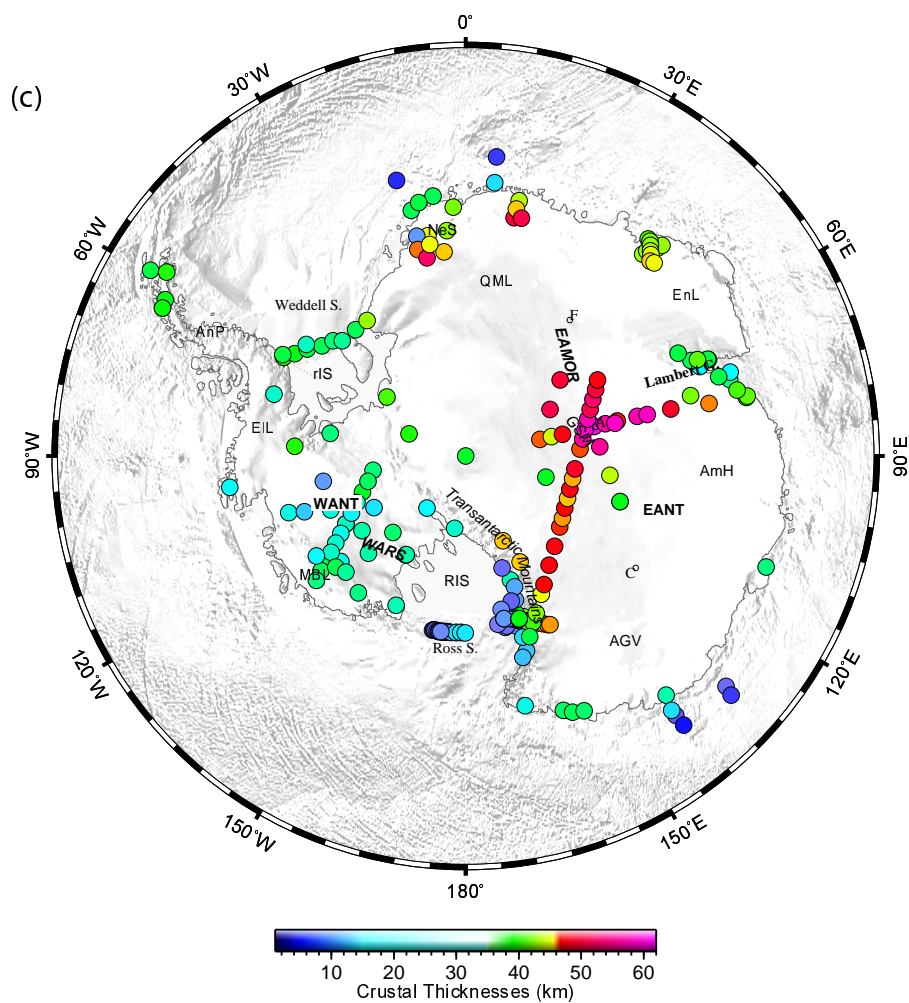 0°
30°W
30°E
(c)
60°W
60°E
NeS
QML
EnL
Weddell S.
F
AnP
EAMOR
rIS
Lambert G.
EIL
90°W
90°E
AmH
WANT
Transantarctic Mountains
EANT
WARS
MBL
RIS
C
AGV
Ross S.
120°W
120°E
150°W
150°E
180°
10 20 30 40 50 60
Crustal Thicknesses (km)